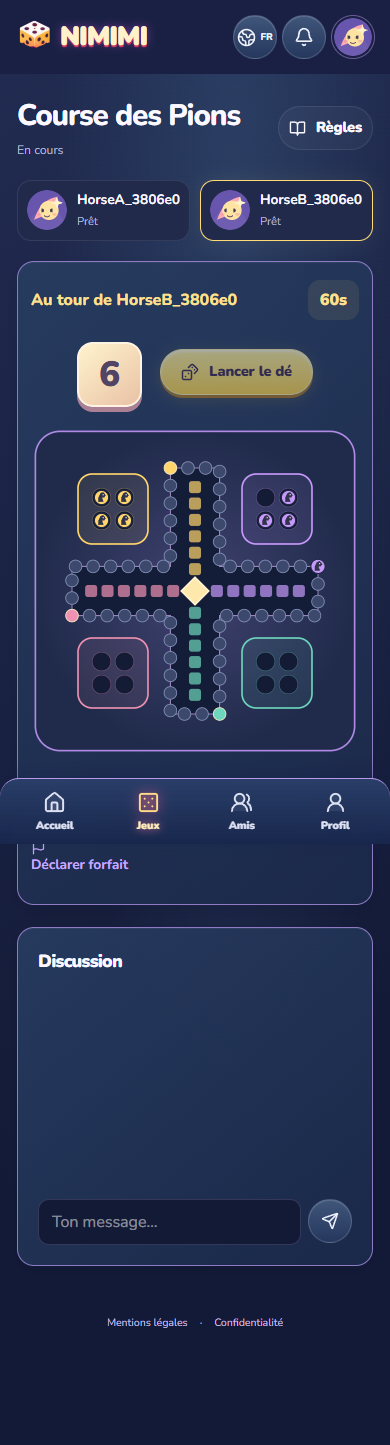 NIMIMI
FR
Course des Pions
Règles
En cours
HorseA_3806e0
Prêt
HorseB_3806e0
Prêt
Au tour de HorseB_3806e0
60s
6
Lancer le dé
Accueil
Jeux
Amis
Profil
Déclarer forfait
Discussion
Ton message...
Mentions légales · Confidentialité